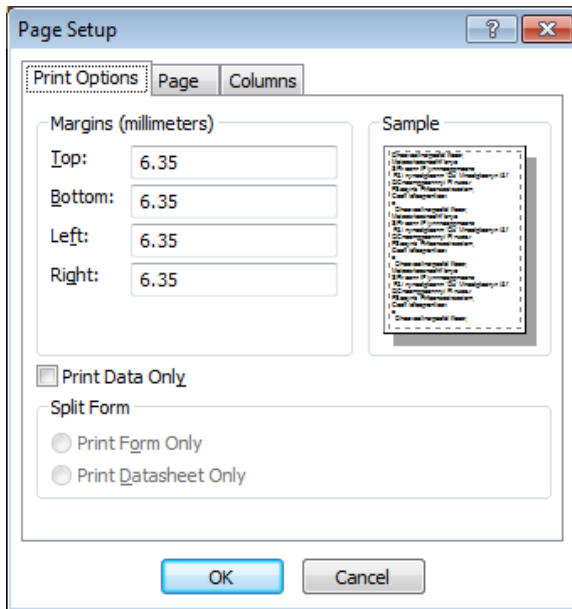 Page Setup
Print Options
Page
Columns
Margins (millimeters)
Sample
Top:
6.35
Bottom:
6.35
Left:
6.35
Right:
6.35
Print Data Only
Split Form
Print Form Only
Print Datasheet Only
OK
Cancel